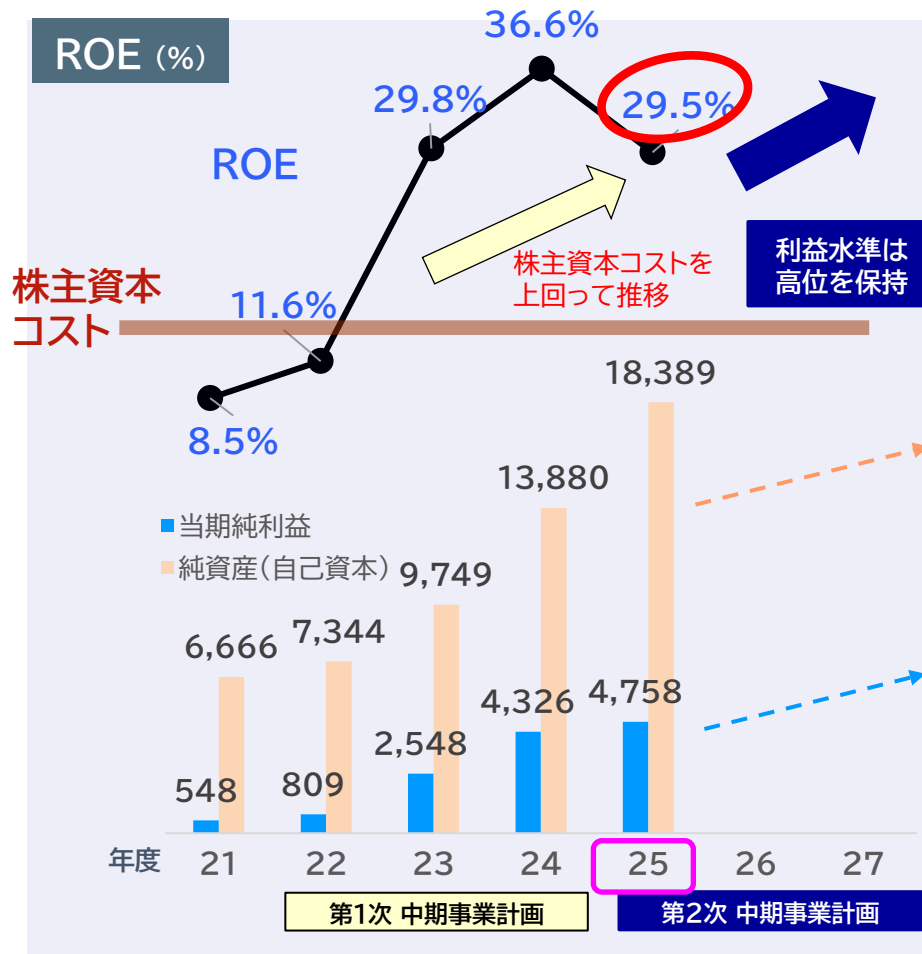 ROE (%)
36.6%
29.8%
29.5%
ROE
利益水準は
高位を保持
株主資本コストを
上回って推移
株主資本
コスト
11.6%
8.5%
18,389
13,880
■当期純利益
■純資産(自己資本)
9,749
6,666
7,344
4,326
4,758
2,548
548
809
年度 21 22 23 24 25 26 27
第1次 中期事業計画
第2次 中期事業計画